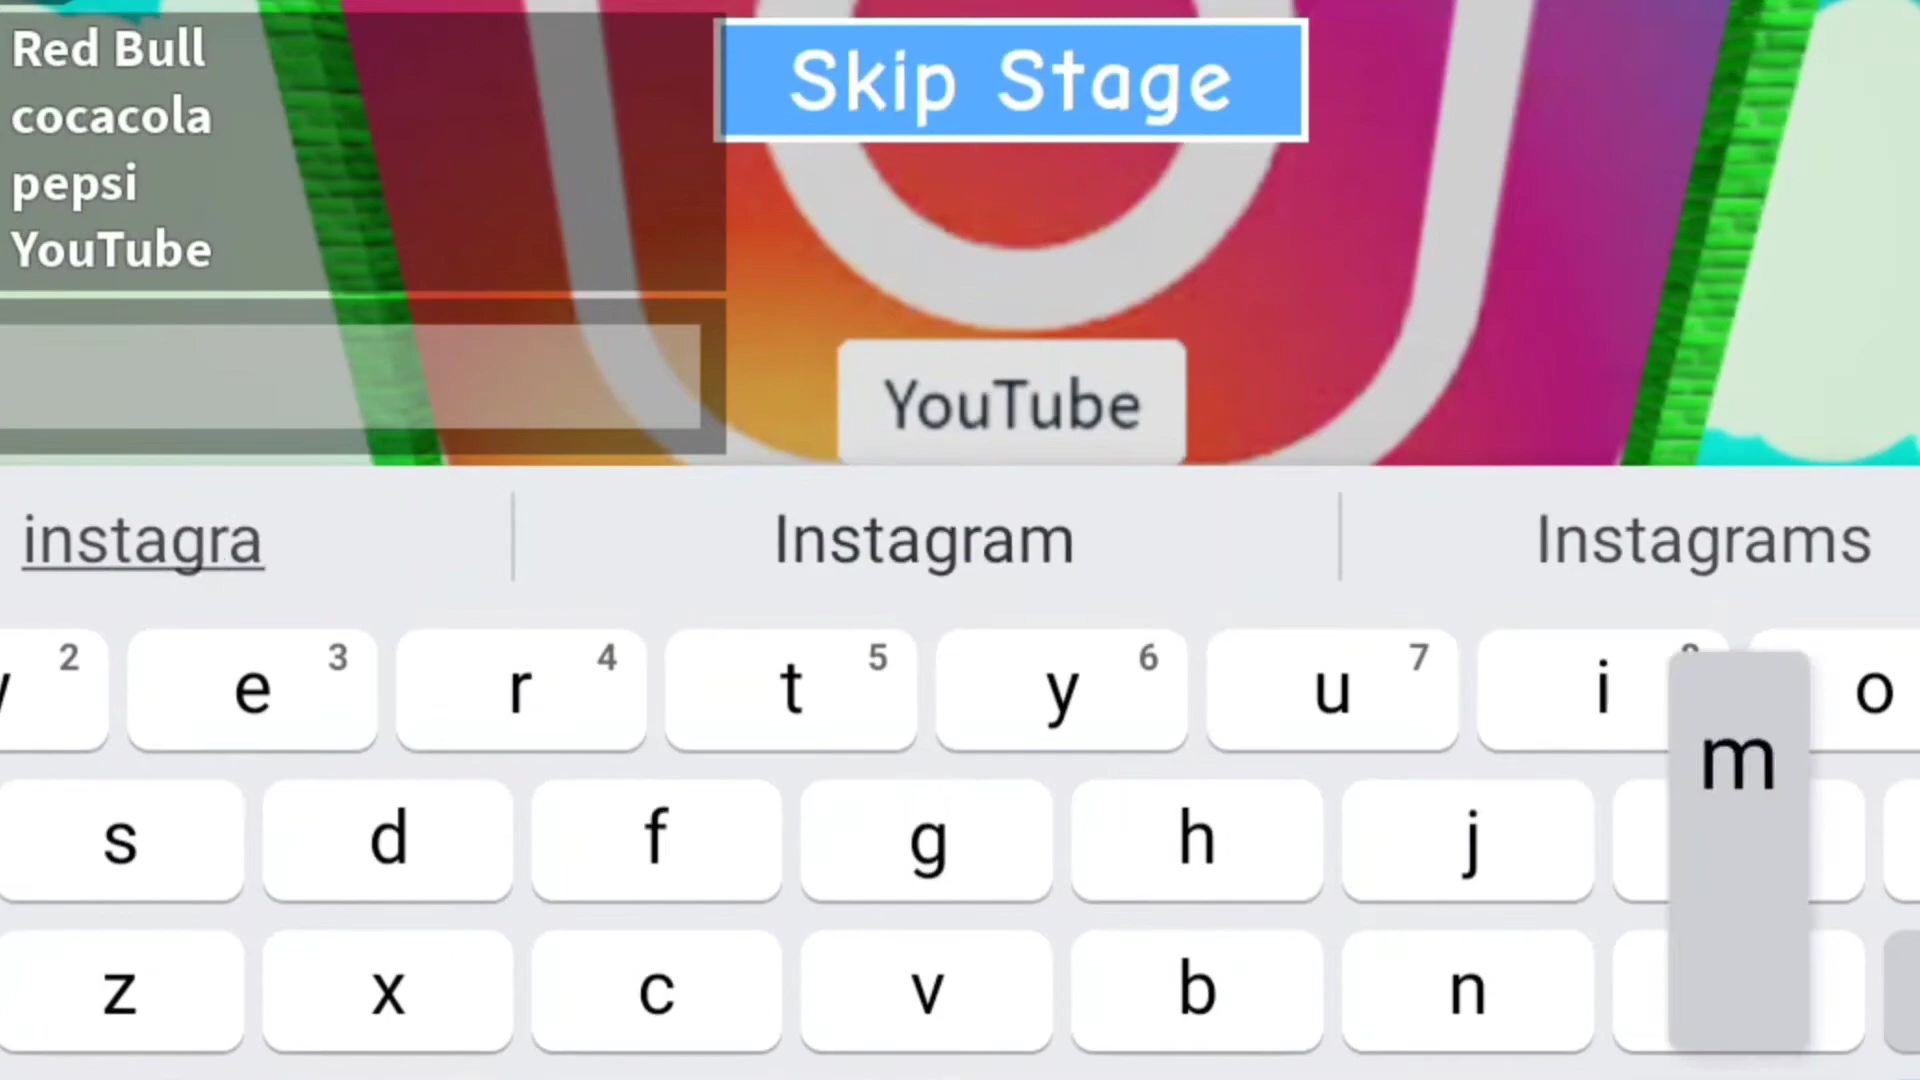 Red Bull
cocacola
pepsi
YouTube
Skip Stage
YouTube
instagra
Instagram
Instagrams
2
e 3
r 4
t 5
y 6
u 7
i
o
m
s
d
f
g
h
j
z
x
c
v
b
n